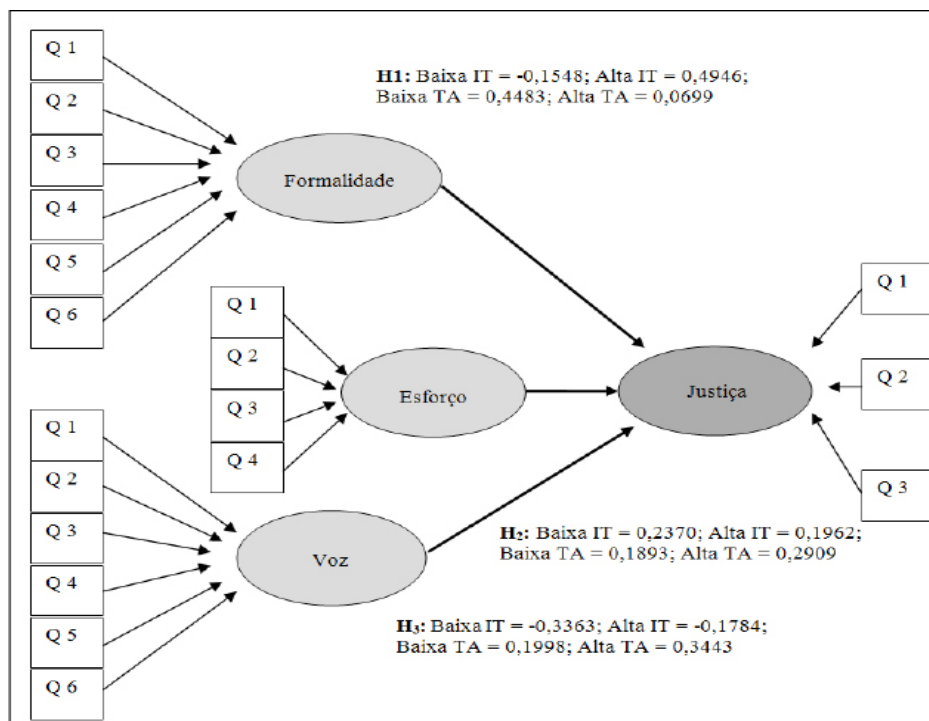 Q 1
Q 2
Q 3
Q 4
Q 5
Q 6
H1: Baixa IT = -0,1548; Alta IT = 0,4946;
Baixa TA = 0,4483; Alta TA = 0,0699
Formalidade
Q 1
Q 2
Q 3
Q 4
Esforço
Justiça
Q 1
Q 2
Q 3
Q 1
Q 2
Q 3
Q 4
Q 5
Q 6
Voz
H2: Baixa IT = 0,2370; Alta IT = 0,1962;
Baixa TA = 0,1893; Alta TA = 0,2909
H3: Baixa IT = -0,3363; Alta IT = -0,1784;
Baixa TA = 0,1998; Alta TA = 0,3443